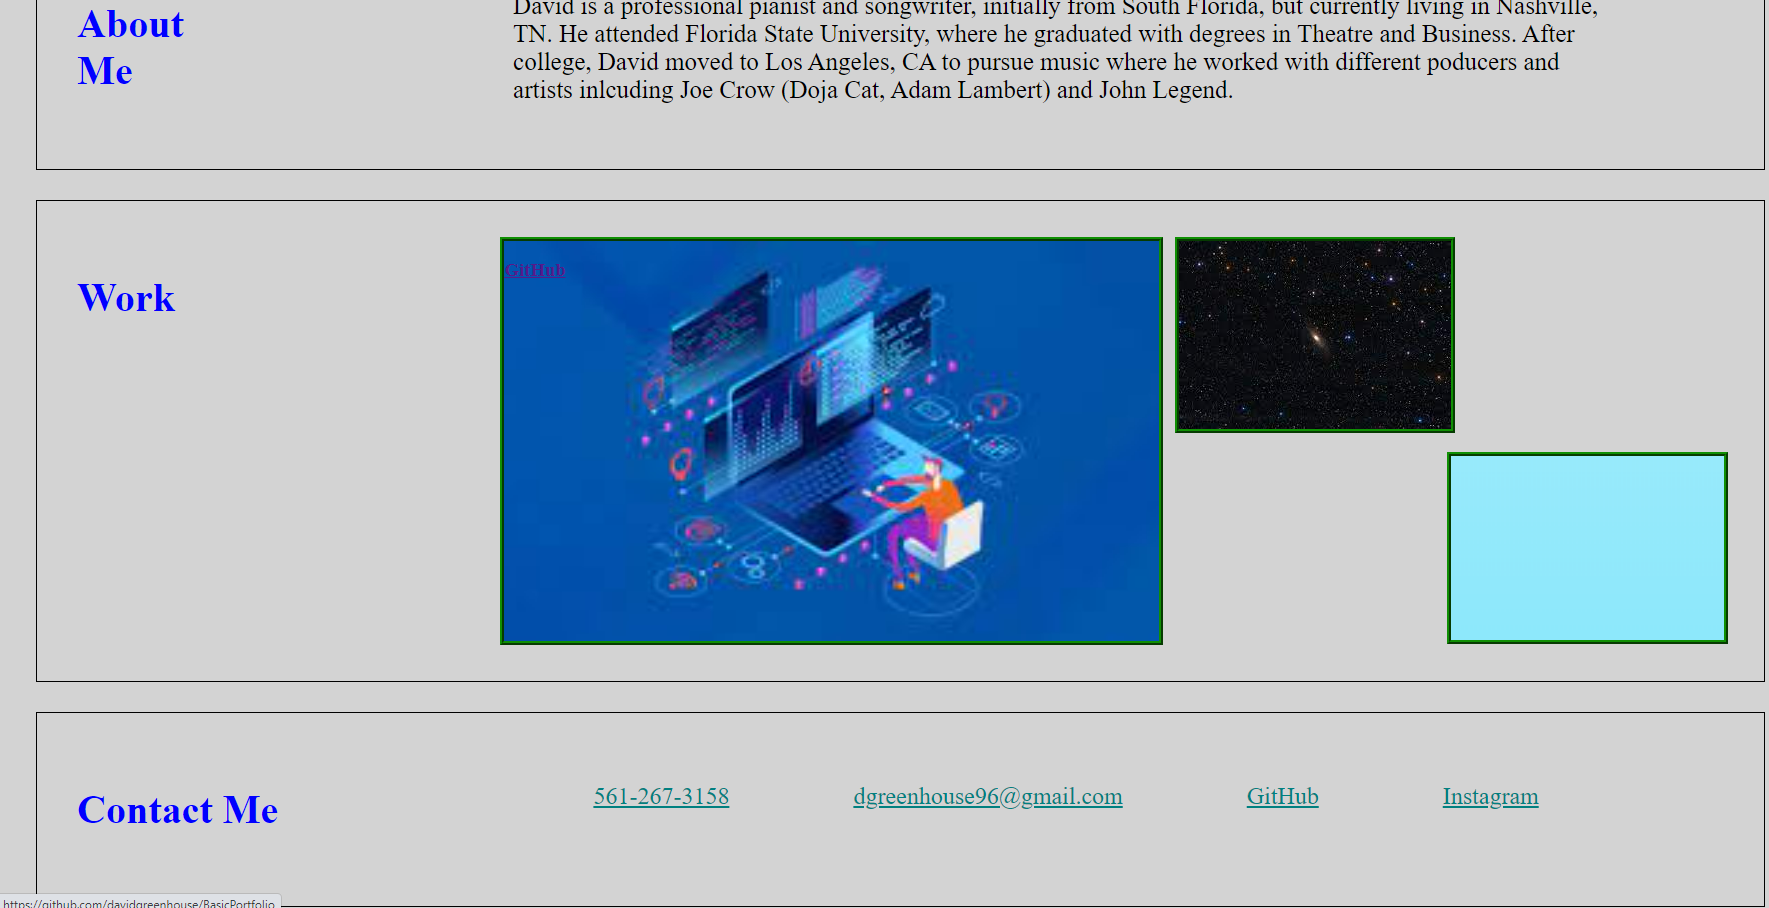 About
Me
David is a professional pianist and songwriter, initially from South Florida, but currently living in Nashville,
TN. He attended Florida State University, where he graduated with degrees in Theatre and Business. After
college, David moved to Los Angeles, CA to pursue music where he worked with different poducers and
artists inlcuding Joe Crow (Doja Cat, Adam Lambert) and John Legend.
Work
GitHub
Contact Me
561-267-3158
dgreenhouse96@gmail.com
GitHub
Instagram
https://github.com/davidgreenhouse/BasicPortfolio